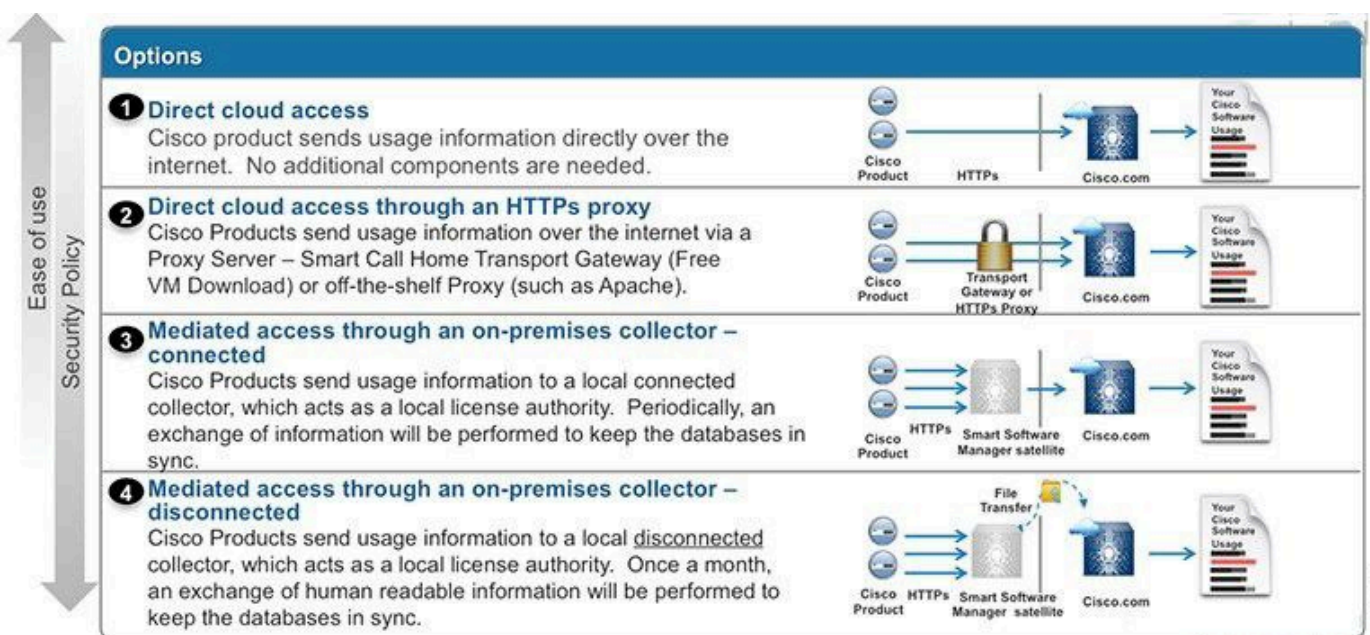 Ease of use
Security Policy
Options
1 Direct cloud access
Cisco product sends usage information directly over the
internet. No additional components are needed.
Cisco
Product
HTTPs
Cisco.com
Your
Cisco
Software
Usage
2 Direct cloud access through an HTTPs proxy
Cisco Products send usage information over the internet via a
Proxy Server – Smart Call Home Transport Gateway (Free
VM Download) or off-the-shelf Proxy (such as Apache).
Cisco
Product
Transport
Gateway or
HTTPs Proxy
Cisco.com
Your
Cisco
Software
Usage
3 Mediated access through an on-premises collector –
connected
Cisco Products send usage information to a local connected
collector, which acts as a local license authority. Periodically, an
exchange of information will be performed to keep the databases in
sync.
Cisco
Product
HTTPs
Smart Software
Manager satellite
Cisco.com
Your
Cisco
Software
Usage
4 Mediated access through an on-premises collector –
disconnected
Cisco Products send usage information to a local disconnected
collector, which acts as a local license authority. Once a month,
an exchange of human readable information will be performed to
keep the databases in sync.
File
Transfer
Cisco
Product
HTTPs
Smart Software
Manager satellite
Cisco.com
Your
Cisco
Software
Usage